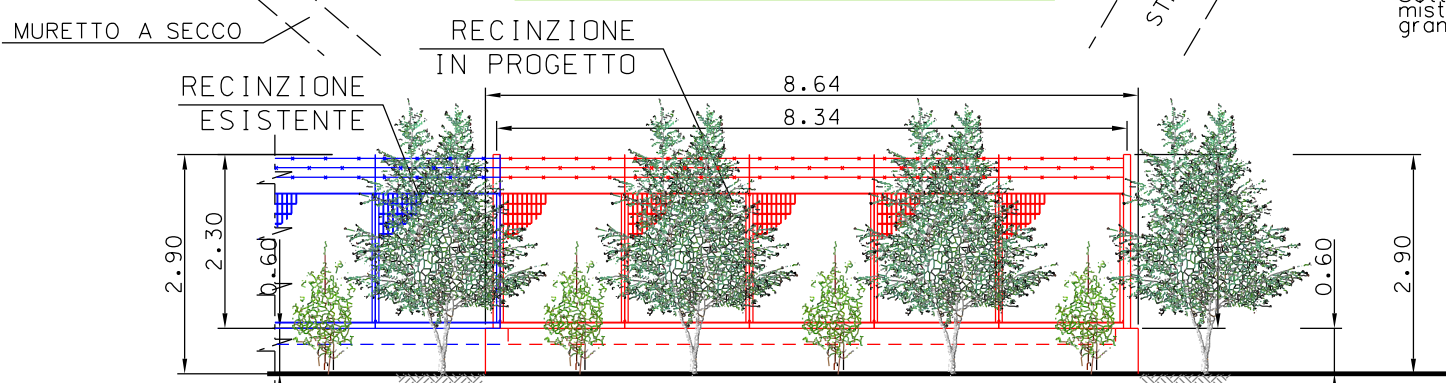 MURETTO A SECCO
RECINZIONE
IN PROGETTO
RECINZIONE
ESISTENTE
8.64
8.34
2.90
2.30
0.60
0.60
2.90